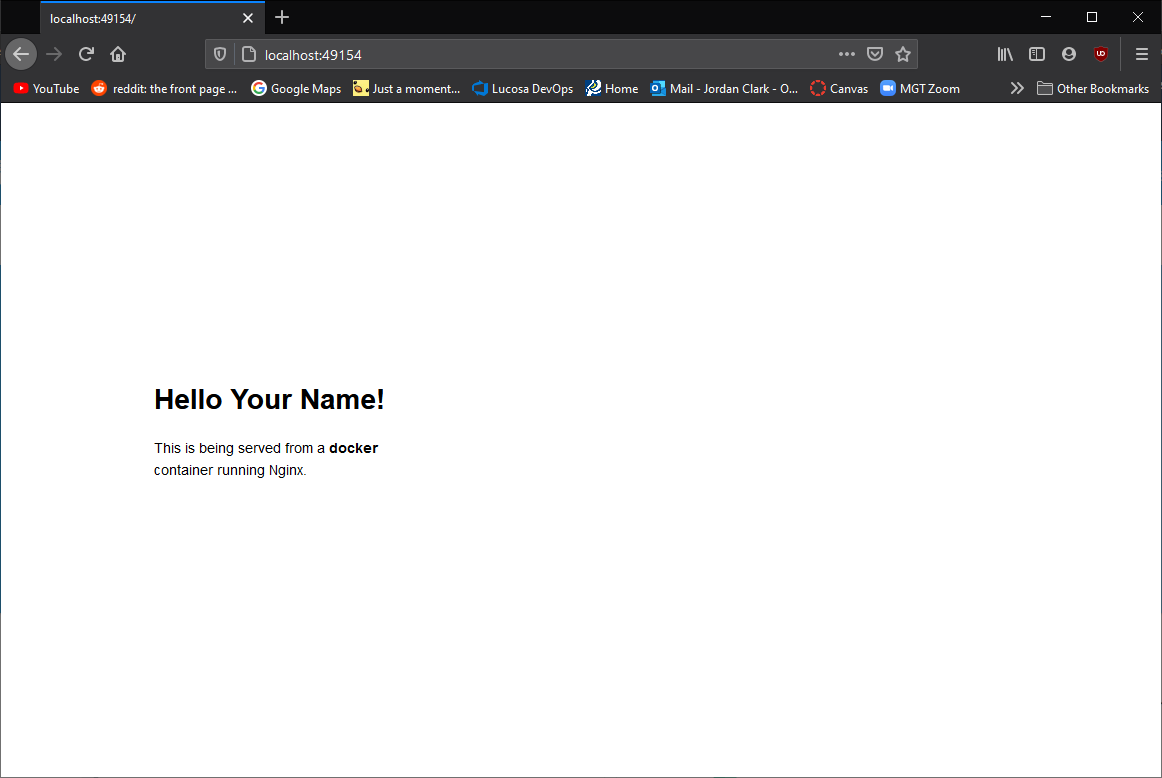 localhost:49154/
localhost:49154
YouTube reddit: the front page ... Google Maps Just a moment... Lucosa DevOps Home Mail - Jordan Clark - O... Canvas MGT Zoom Other Bookmarks
Hello Your Name!
This is being served from a docker
container running Nginx.